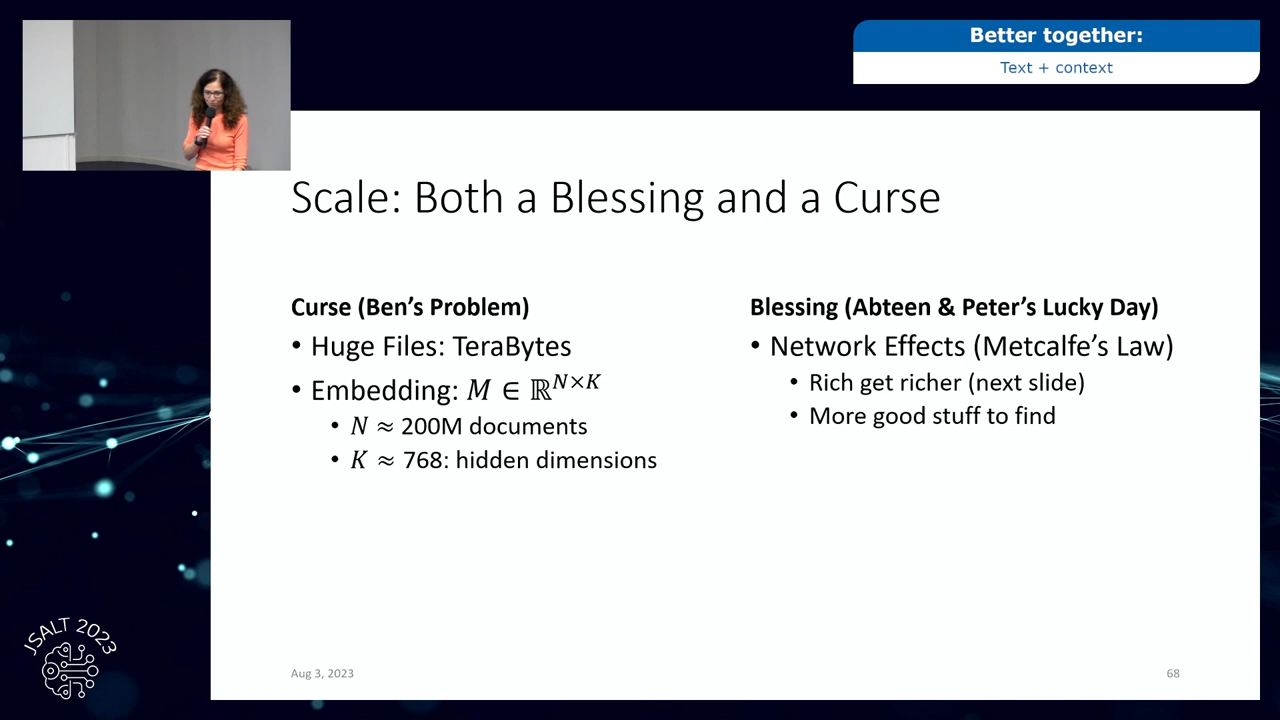 Better together:
Text + context
Scale: Both a Blessing and a Curse
Curse (Ben's Problem)
• Huge Files: TeraBytes
• Embedding: 𝑀 ∈ ℝ^{𝑁×𝐾}
• 𝑁 ≈ 200M documents
• 𝐾 ≈ 768: hidden dimensions
Blessing (Abteen & Peter's Lucky Day)
• Network Effects (Metcalfe's Law)
• Rich get richer (next slide)
• More good stuff to find
JSALT 2023
Aug 3, 2023
68